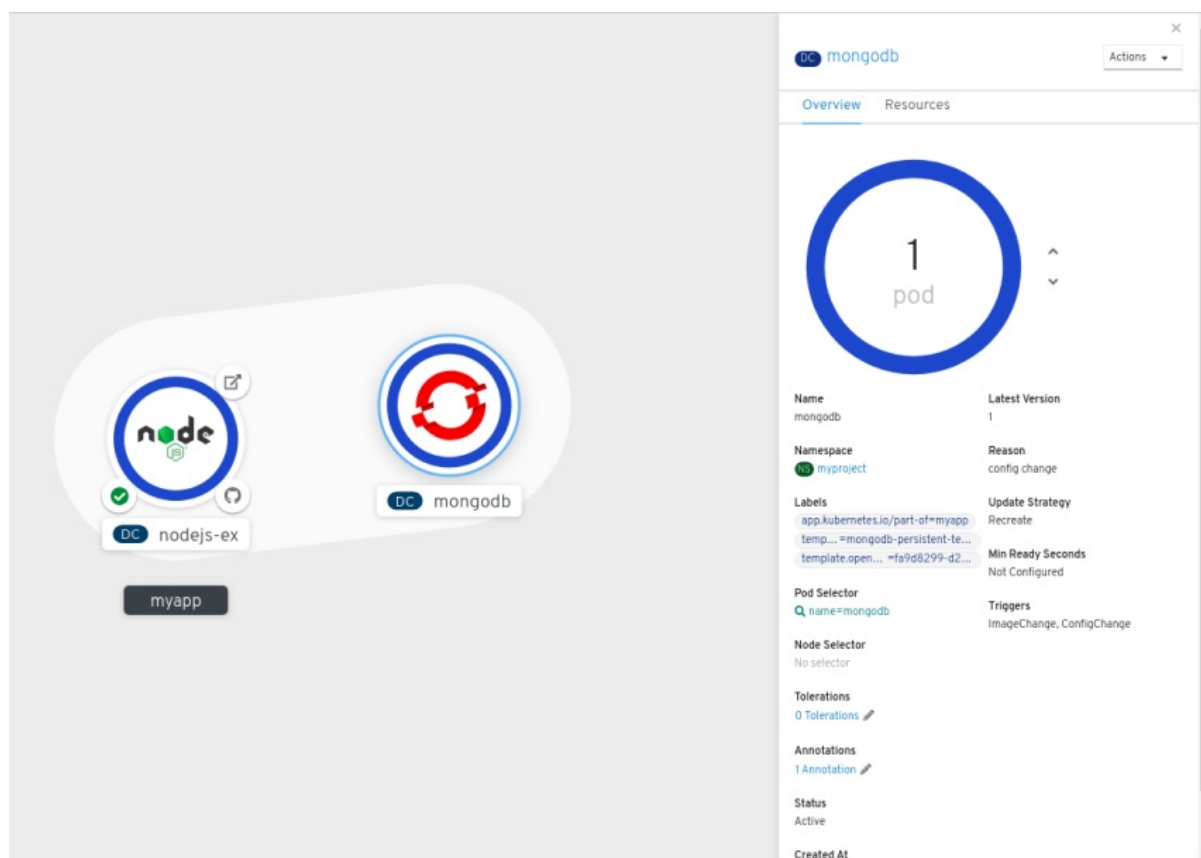 node
JS
DC nodejs-ex
myapp
DC mongodb
DC mongodb
Actions
Overview Resources
1
pod
Name
mongodb
Latest Version
1
Namespace
NS myproject
Reason
config change
Labels
app.kubernetes.io/part-of=myapp
temp... =mongodb-persistent-te...
template.open... =fa9d8299-d2...
Update Strategy
Recreate
Min Ready Seconds
Not Configured
Pod Selector
name=mongodb
Triggers
ImageChange, ConfigChange
Node Selector
No selector
Tolerations
0 Tolerations
Annotations
1 Annotation
Status
Active
Created At